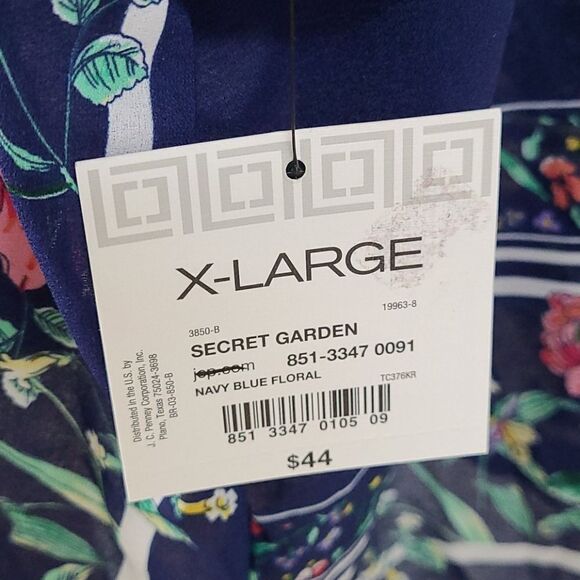 X-LARGE
3850-B 19963-8
SECRET GARDEN
jcp.com 851-3347 0091
NAVY BLUE FLORAL TC376KR
851 3347 0105 09
$44
Distributed in the U.S. by
J. C. Penney Corporation, Inc.
Plano, Texas 75024-3698
BR-03-850-B